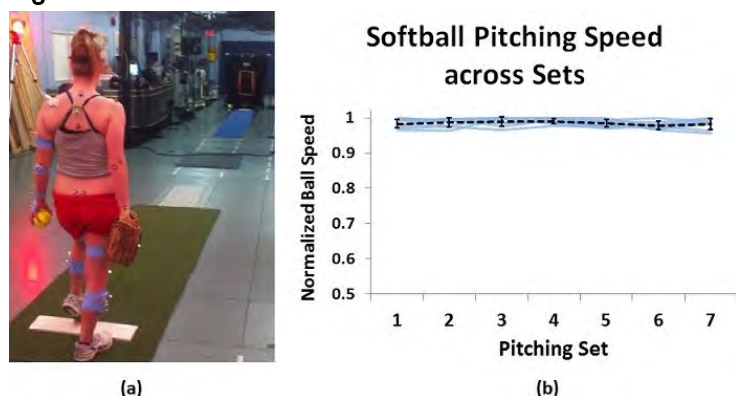 Softball Pitching Speed
across Sets
Normalized Ball Speed
1
0.9
0.8
0.7
0.6
0.5
1 2 3 4 5 6 7
Pitching Set
(a)
(b)